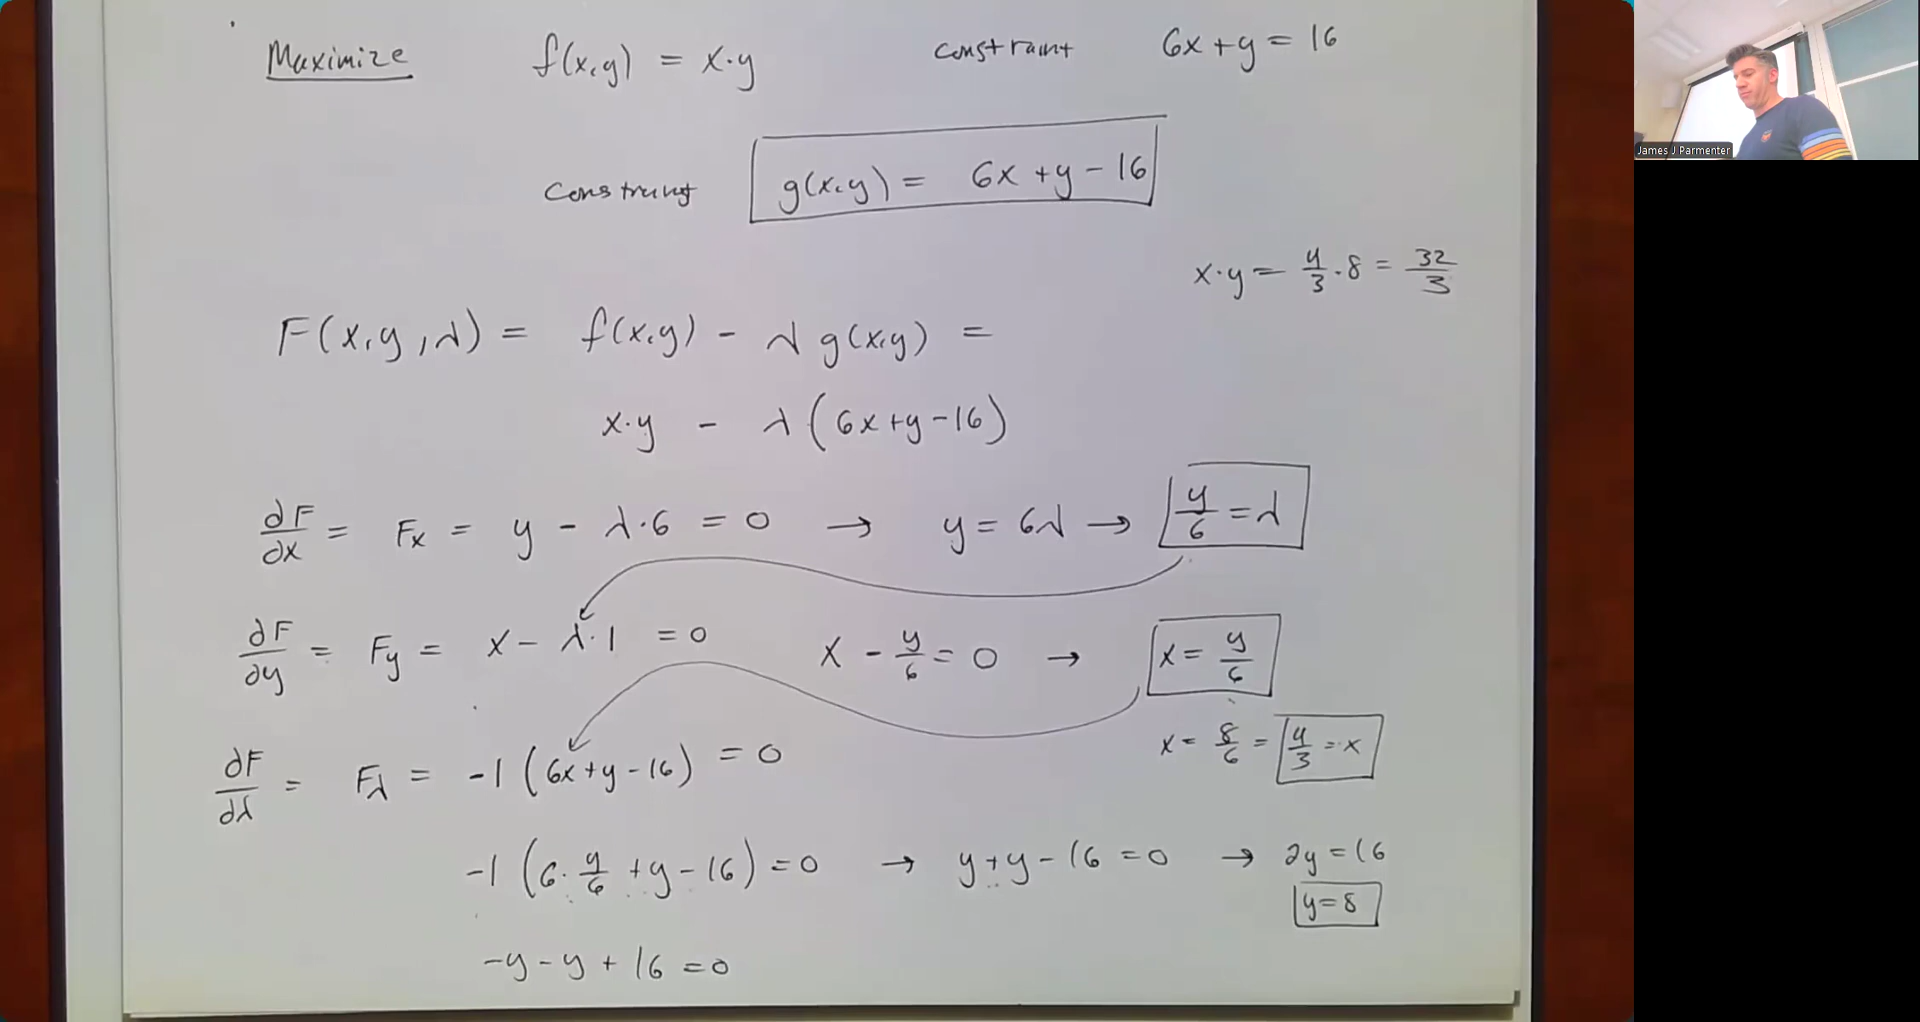 Maximize f(x,y) = x·y constraint 6x + y = 16
Constraint g(x,y) = 6x + y - 16
x·y = 4/3 · 8 = 32/3
F(x,y,λ) = f(x,y) - λ g(x,y) =
x·y - λ (6x + y - 16)
∂F/∂x = Fx = y - λ·6 = 0 → y = 6λ → y/6 = λ
∂F/∂y = Fy = x - λ·1 = 0 x - y/6 = 0 → x = y/6
x = 8/6 = 4/3 = x
∂F/∂λ = Fλ = -1 (6x + y - 16) = 0
-1 (6· y/6 + y - 16) = 0 → y + y - 16 = 0 → 2y = 16
y = 8
-y - y + 16 = 0
James J Parmenter